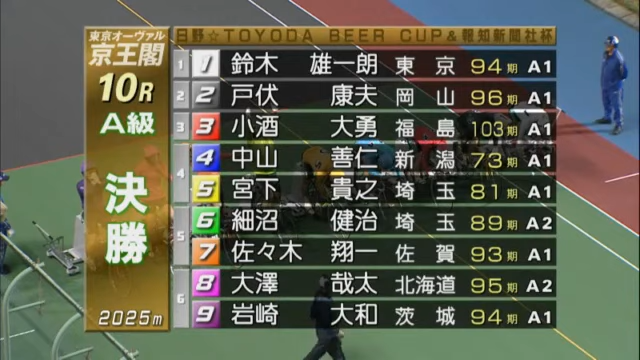 東京オーヴァル
京王閣
10R
A級
決勝
2025m
日野☆TOYODA BEER CUP&報知新聞社杯
1 1 鈴木 雄一朗 東京 94期 A1
2 2 戸伏 康夫 岡山 96期 A1
3 3 小酒 大勇 福島 103期 A1
4 4 中山 善仁 新潟 73期 A1
5 宮下 貴之 埼玉 81期 A1
5 6 細沼 健治 埼玉 89期 A2
7 佐々木 翔一 佐賀 93期 A1
6 8 大澤 哉太 北海道 95期 A2
9 岩崎 大和 茨城 94期 A1